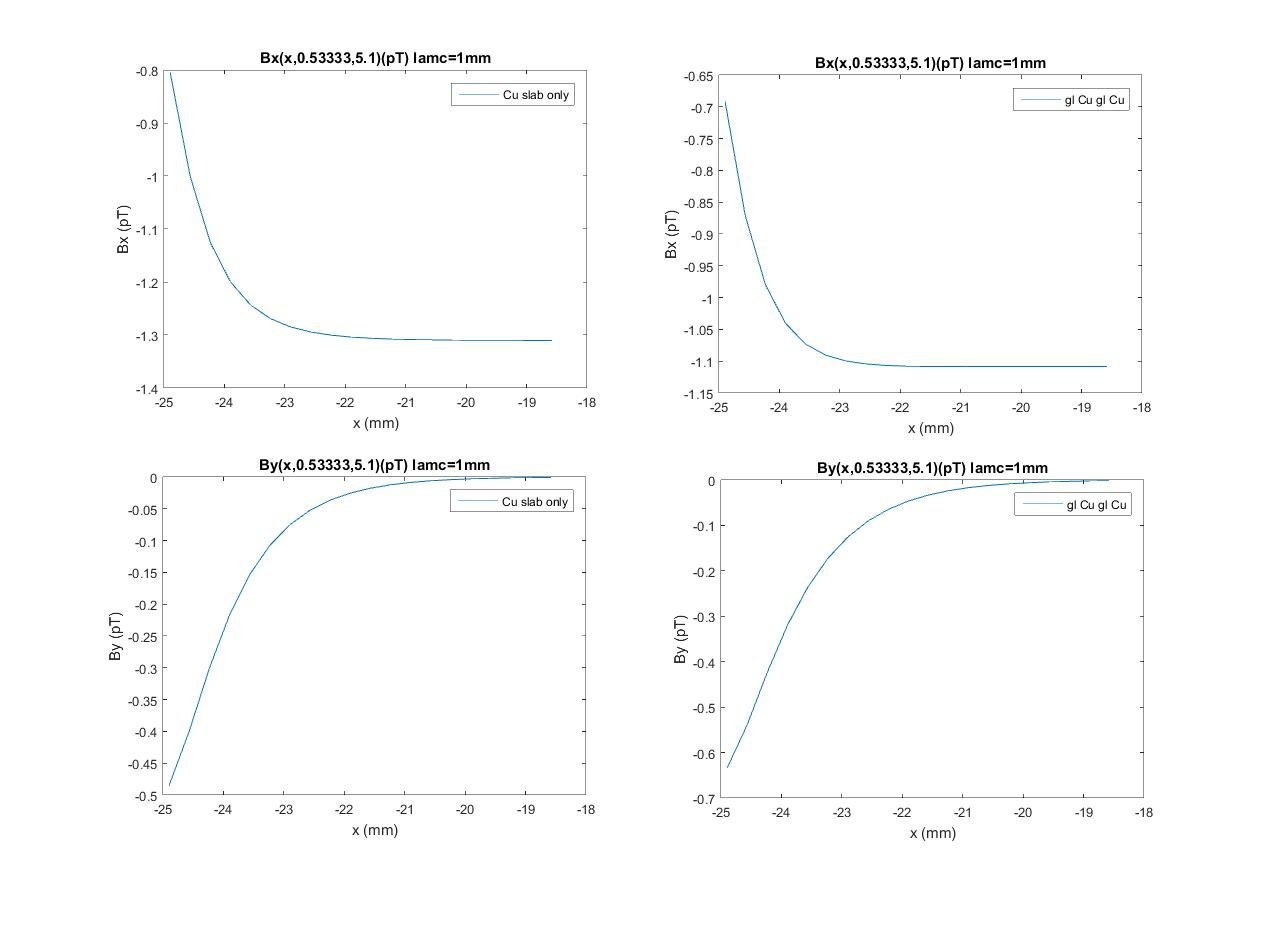 Bx(x,0.53333,5.1)(pT) lamc=1mm
Cu slab only
-0.8
-0.9
-1
-1.1
-1.2
-1.3
-1.4
Bx (pT)
-25 -24 -23 -22 -21 -20 -19 -18
x (mm)
Bx(x,0.53333,5.1)(pT) lamc=1mm
gl Cu gl Cu
-0.65
-0.7
-0.75
-0.8
-0.85
-0.9
-0.95
-1
-1.05
-1.1
-1.15
Bx (pT)
-25 -24 -23 -22 -21 -20 -19 -18
x (mm)
By(x,0.53333,5.1)(pT) lamc=1mm
Cu slab only
0
-0.05
-0.1
-0.15
-0.2
-0.25
-0.3
-0.35
-0.4
-0.45
-0.5
By (pT)
-25 -24 -23 -22 -21 -20 -19 -18
x (mm)
By(x,0.53333,5.1)(pT) lamc=1mm
gl Cu gl Cu
0
-0.1
-0.2
-0.3
-0.4
-0.5
-0.6
-0.7
By (pT)
-25 -24 -23 -22 -21 -20 -19 -18
x (mm)